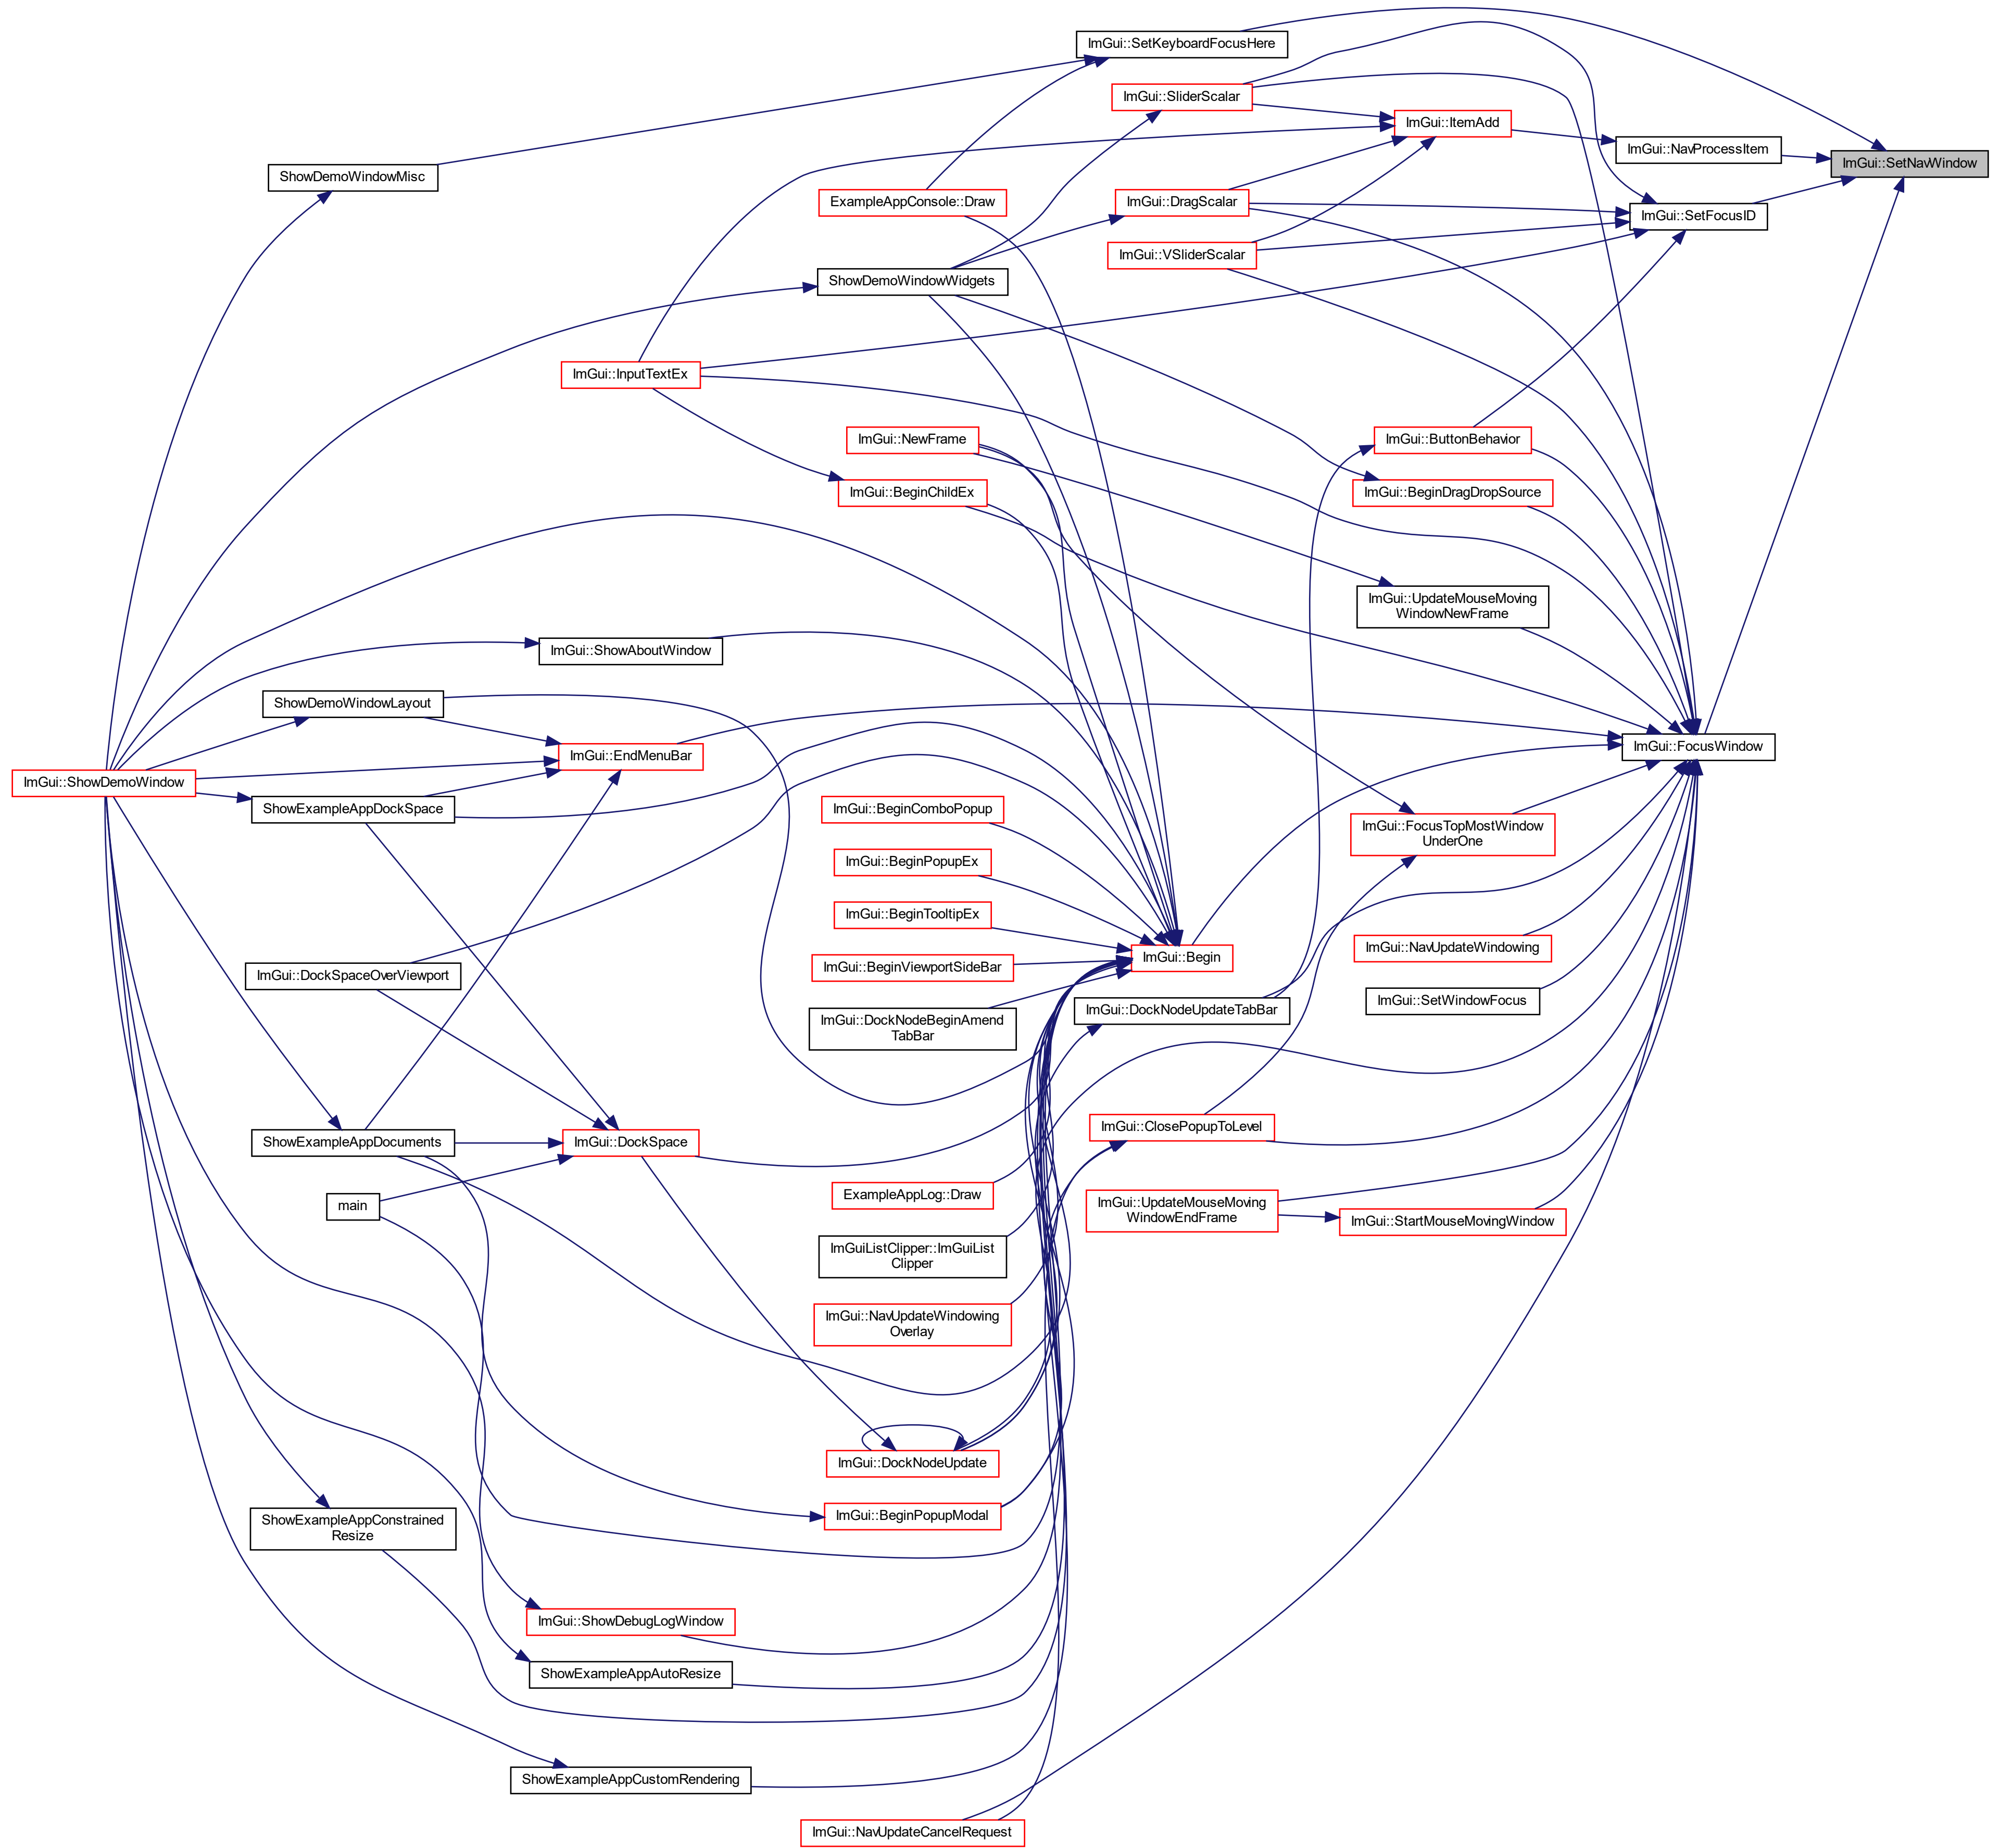 ImGui::SetKeyboardFocusHere
ImGui::SliderScalar
ImGui::ItemAdd
ImGui::NavProcessItem
ImGui::SetNavWindow
ShowDemoWindowMisc
ExampleAppConsole::Draw
ImGui::DragScalar
ImGui::SetFocusID
ImGui::VSliderScalar
ShowDemoWindowWidgets
ImGui::InputTextEx
ImGui::NewFrame
ImGui::ButtonBehavior
ImGui::BeginChildEx
ImGui::BeginDragDropSource
ImGui::UpdateMouseMoving
WindowNewFrame
ImGui::ShowAboutWindow
ShowDemoWindowLayout
ImGui::EndMenuBar
ImGui::FocusWindow
ImGui::ShowDemoWindow
ShowExampleAppDockSpace
ImGui::BeginComboPopup
ImGui::FocusTopMostWindow
UnderOne
ImGui::BeginPopupEx
ImGui::BeginTooltipEx
ImGui::NavUpdateWindowing
ImGui::Begin
ImGui::BeginViewportSideBar
ImGui::DockSpaceOverViewport
ImGui::SetWindowFocus
ImGui::DockNodeUpdateTabBar
ImGui::DockNodeBeginAmend
TabBar
ImGui::ClosePopupToLevel
ShowExampleAppDocuments
ImGui::DockSpace
ExampleAppLog::Draw
main
ImGui::UpdateMouseMoving
WindowEndFrame
ImGui::StartMouseMovingWindow
ImGuiListClipper::ImGuiList
Clipper
ImGui::NavUpdateWindowing
Overlay
ImGui::DockNodeUpdate
ImGui::BeginPopupModal
ShowExampleAppConstrained
Resize
ImGui::ShowDebugLogWindow
ShowExampleAppAutoResize
ShowExampleAppCustomRendering
ImGui::NavUpdateCancelRequest